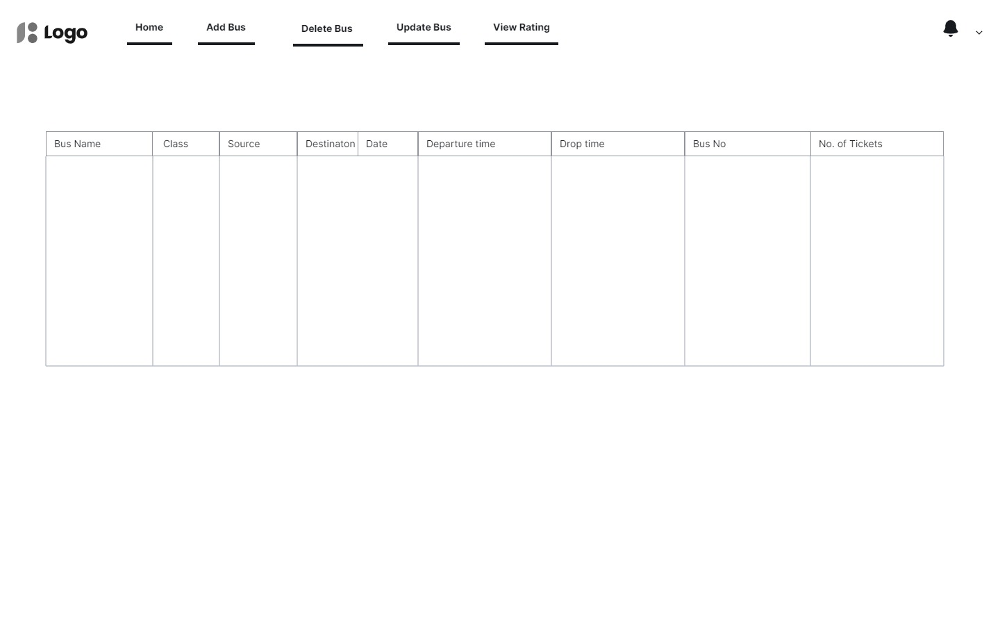 Logo
Home Add Bus Delete Bus Update Bus View Rating
Bus Name Class Source Destinaton Date Departure time Drop time Bus No No. of Tickets